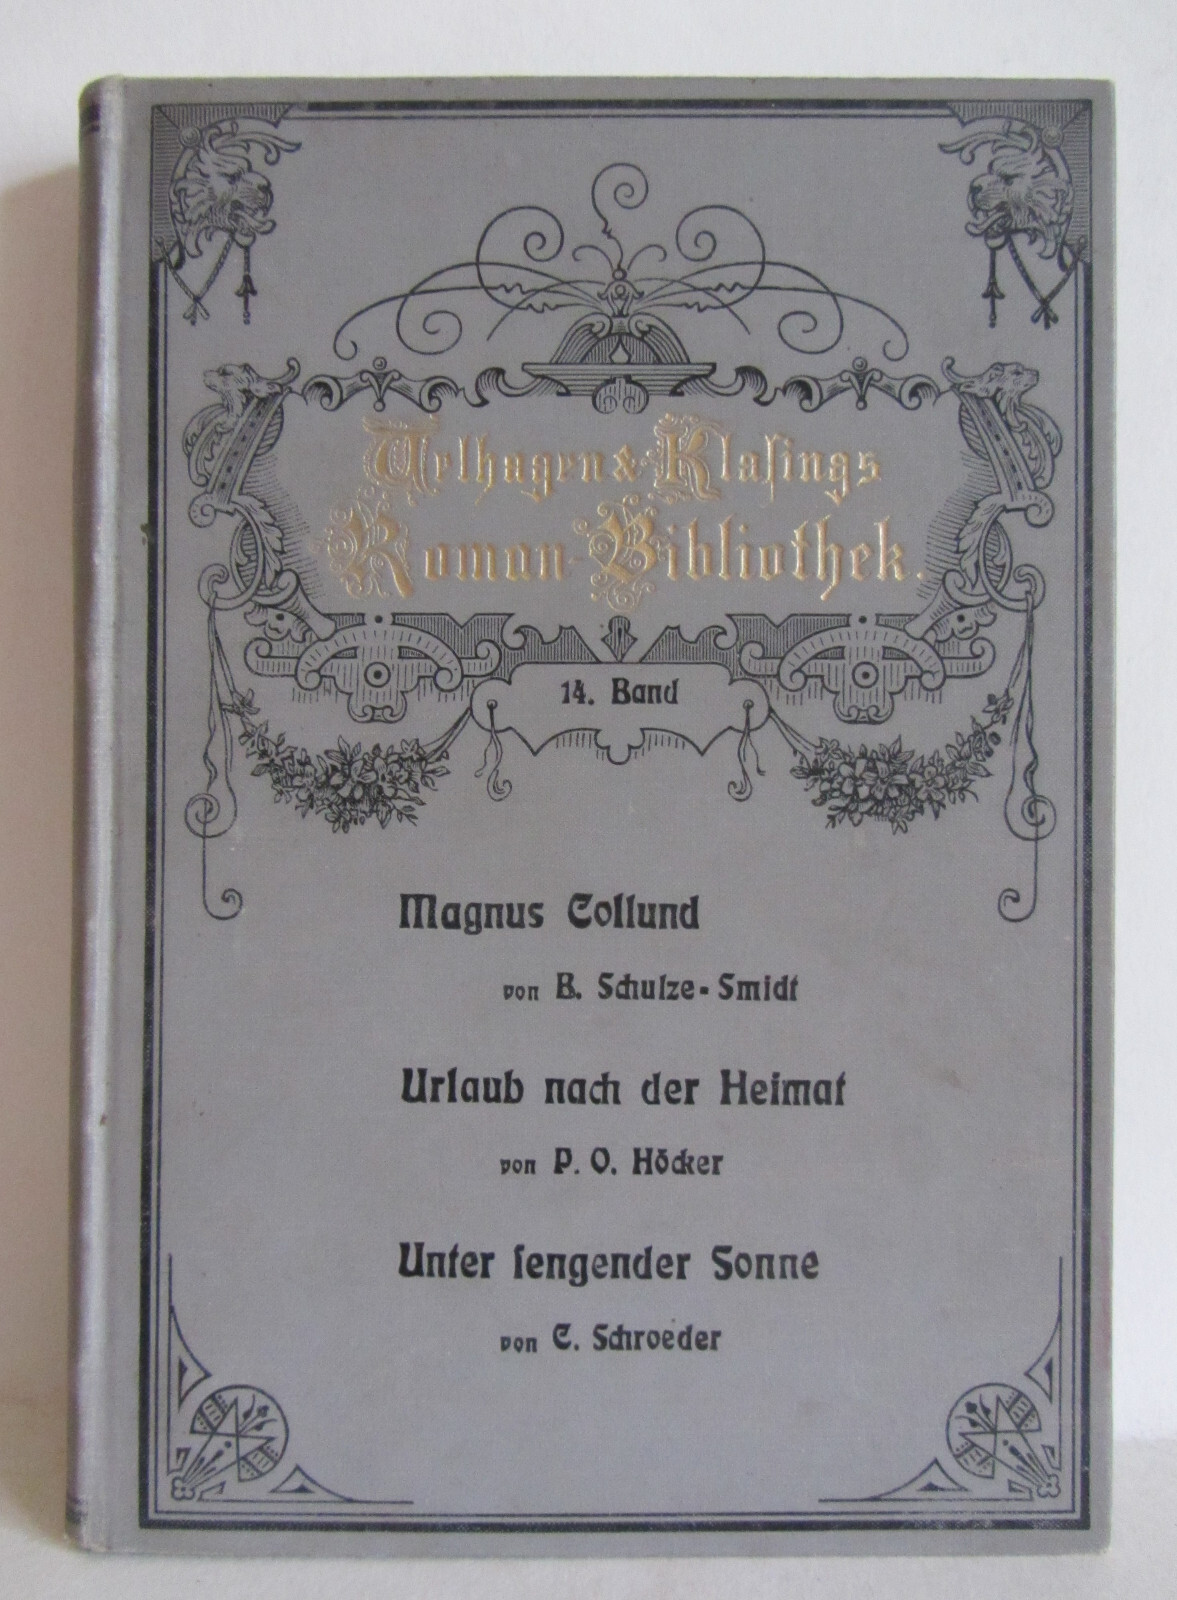 Velhagen & Klaſings
Roman-Bibliothek.
14. Band
Magnus Collund
von B. Schulze-Smidt
Urlaub nach der Heimat
von P. O. Höcker
Unter ſengender Sonne
von C. Schroeder